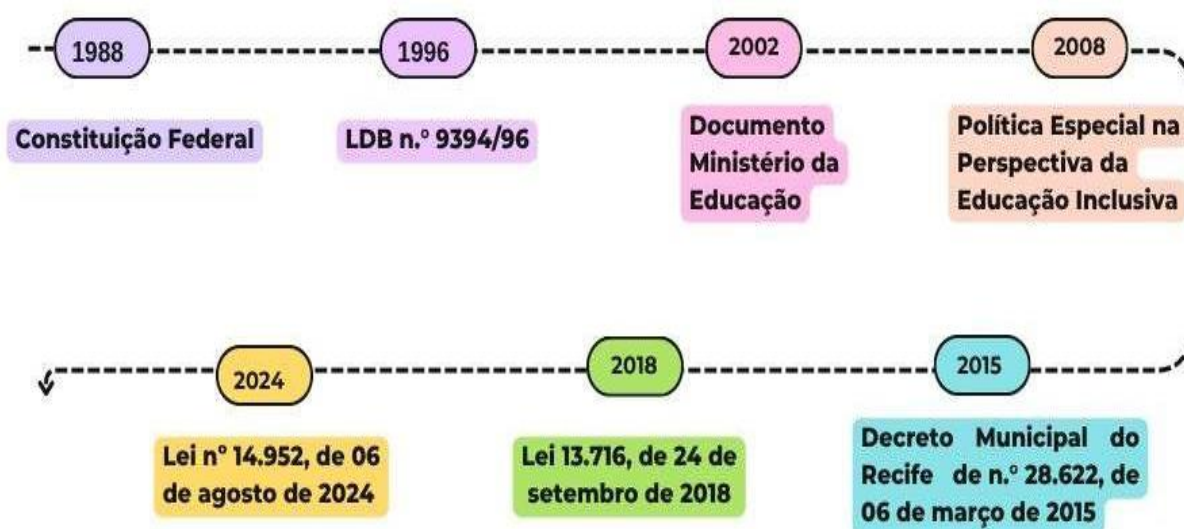 1988
1996
2002
2008
Constituição Federal
LDB n.º 9394/96
Documento
Ministério da
Educação
Política Especial na
Perspectiva da
Educação Inclusiva
2015
2018
2024
Decreto Municipal do
Recife de n.º 28.622, de
06 de março de 2015
Lei 13.716, de 24 de
setembro de 2018
Lei nº 14.952, de 06
de agosto de 2024